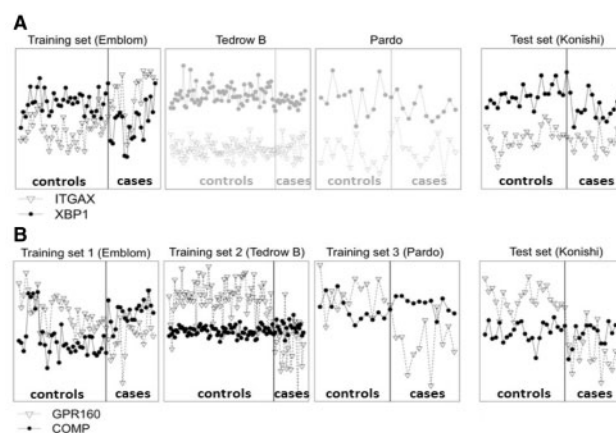 A
Training set (Emblom) Tedrow B Pardo Test set (Konishi)
controls cases controls cases controls cases controls cases
ITGAX
XBP1
B
Training set 1 (Emblom) Training set 2 (Tedrow B) Training set 3 (Pardo) Test set (Konishi)
controls cases controls cases controls cases controls cases
GPR160
COMP